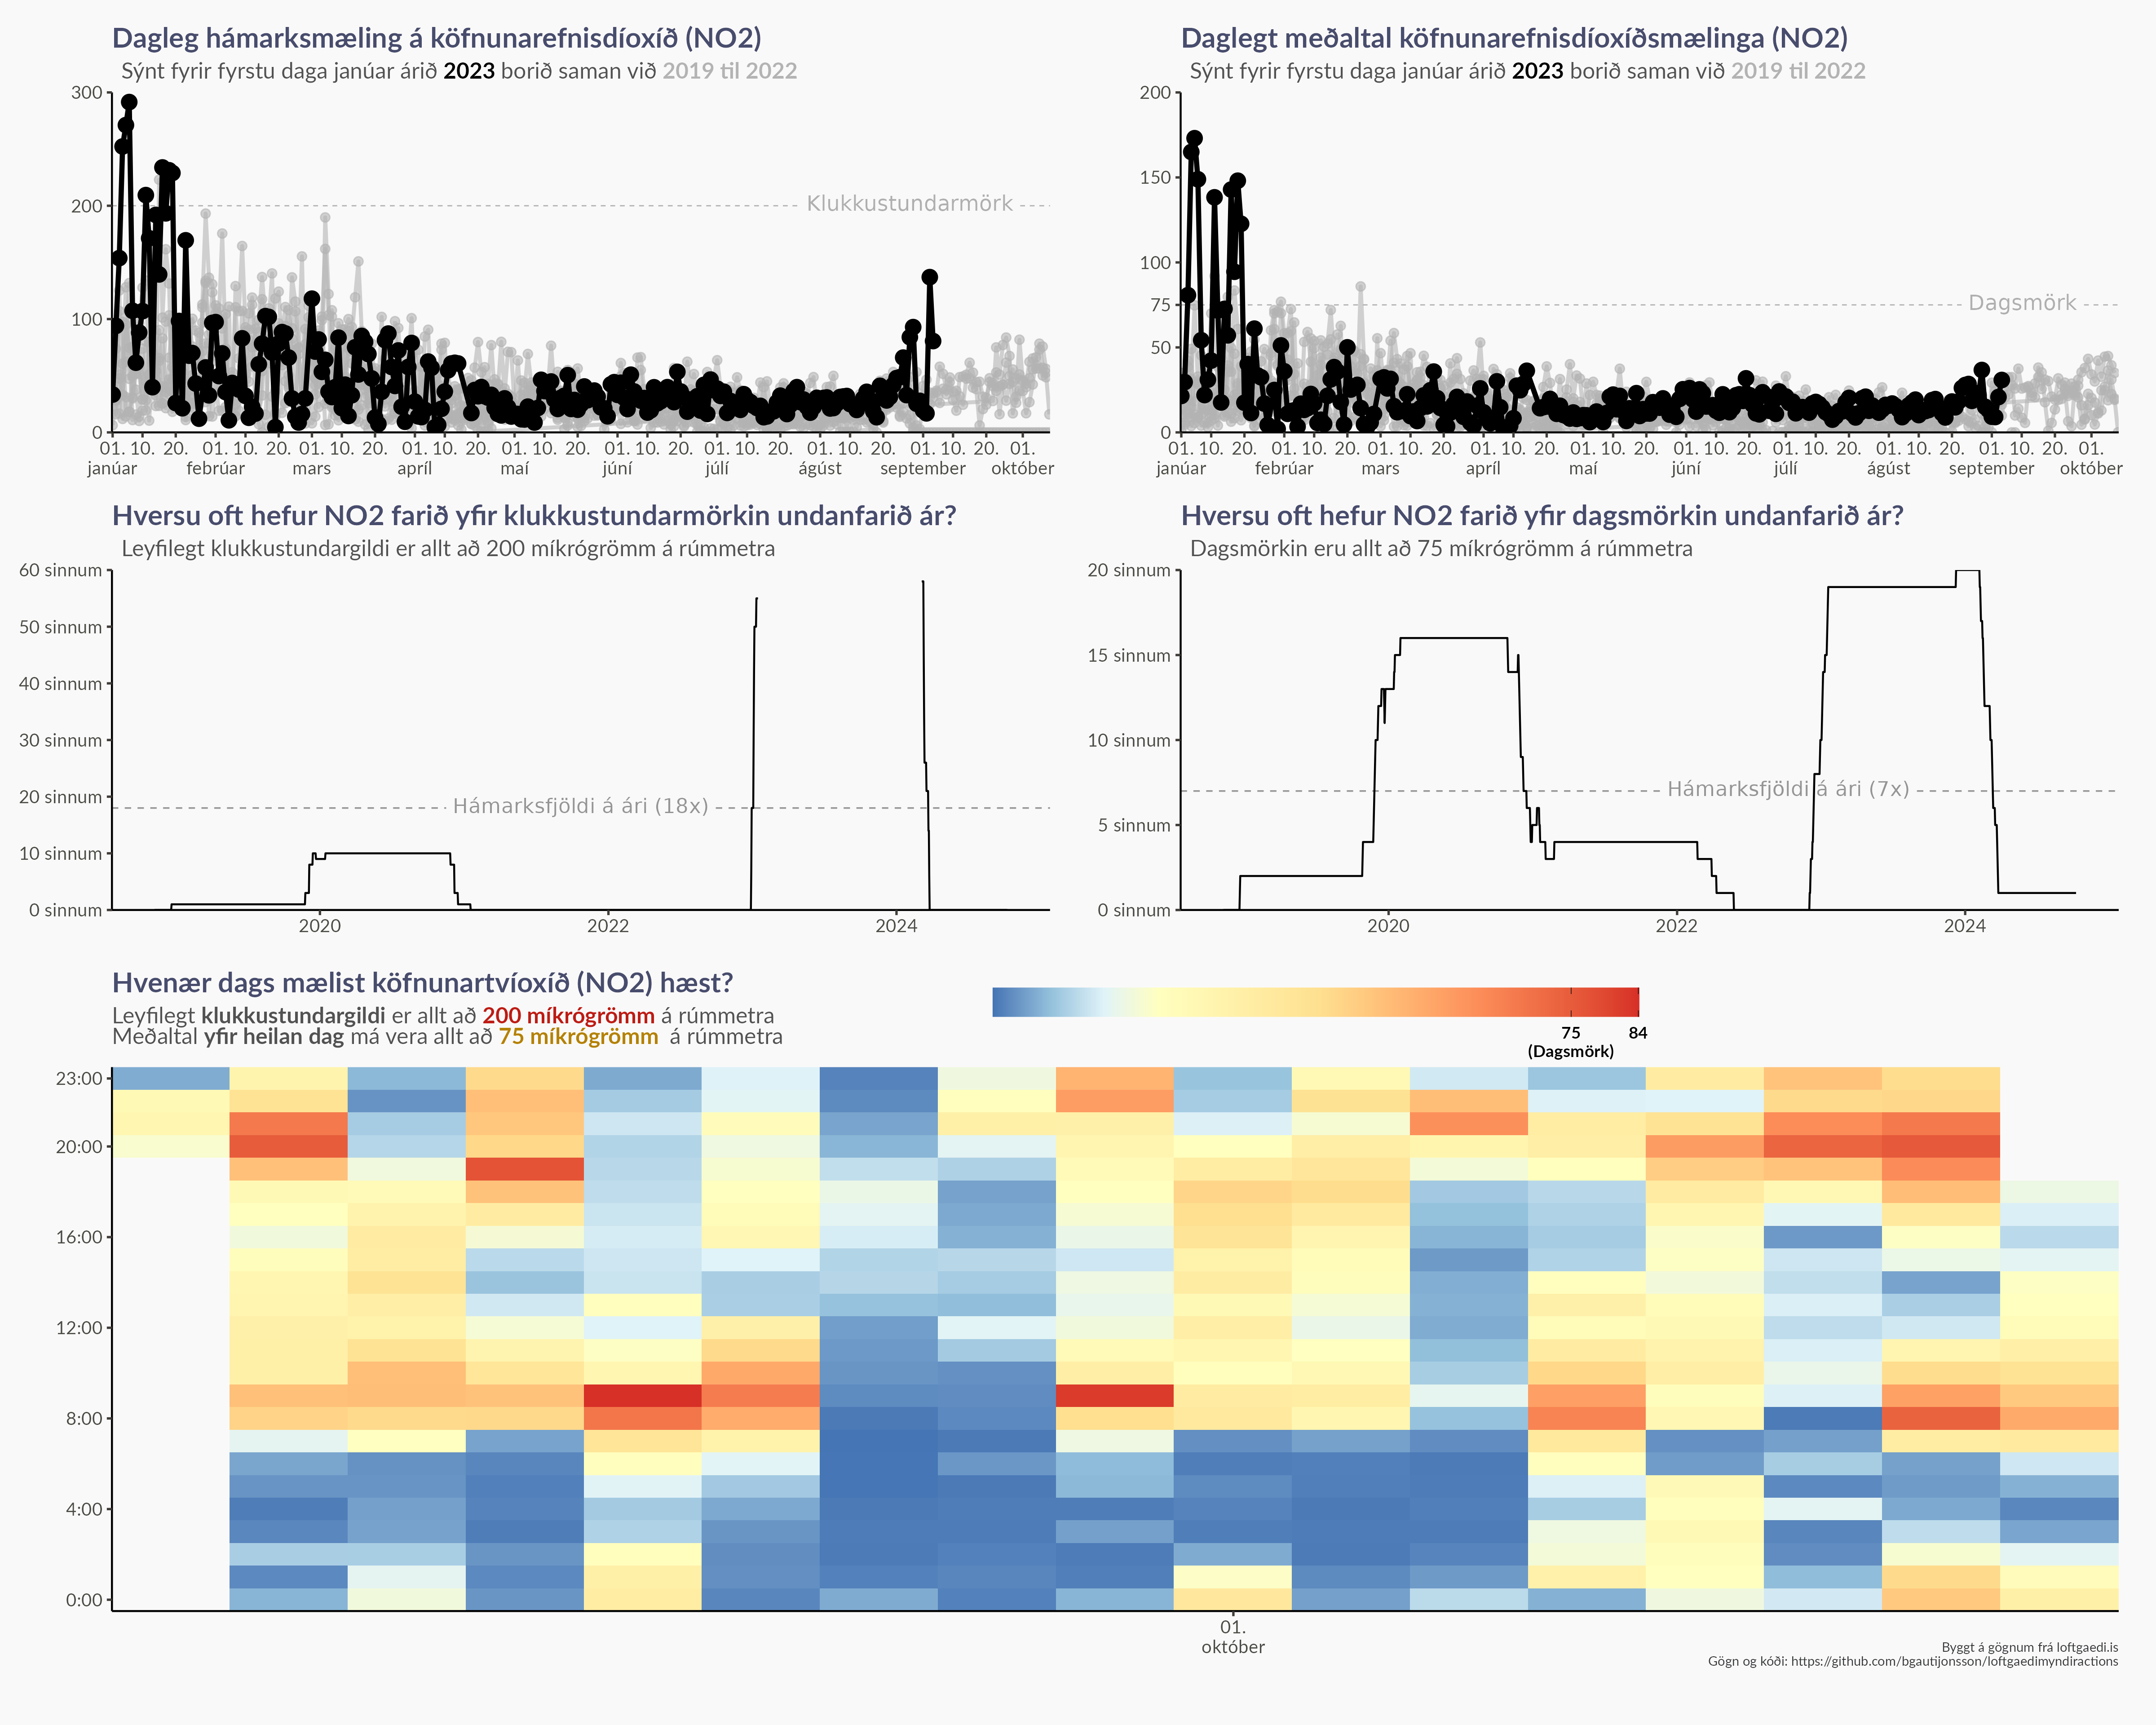 Dagleg hámarksmæling á köfnunarefnisdíoxíð (NO2)
Sýnt fyrir fyrstu daga janúar árið 2023 borið saman við 2019 til 2022
300
200
100
0
Klukkustundarmörk
01. 10. 20. 01. 10. 20. 01. 10. 20. 01. 10. 20. 01. 10. 20. 01. 10. 20. 01. 10. 20. 01. 10. 20. 01. 10. 20. 01.
janúar febrúar mars apríl maí júní júlí ágúst september október
Daglegt meðaltal köfnunarefnisdíoxíðsmælinga (NO2)
Sýnt fyrir fyrstu daga janúar árið 2023 borið saman við 2019 til 2022
200
150
100
75
50
0
Dagsmörk
01. 10. 20. 01. 10. 20. 01. 10. 20. 01. 10. 20. 01. 10. 20. 01. 10. 20. 01. 10. 20. 01. 10. 20. 01. 10. 20. 01.
janúar febrúar mars apríl maí júní júlí ágúst september október
Hversu oft hefur NO2 farið yfir klukkustundarmörkin undanfarið ár?
Leyfilegt klukkustundargildi er allt að 200 míkrógrömm á rúmmetra
60 sinnum
50 sinnum
40 sinnum
30 sinnum
20 sinnum
10 sinnum
0 sinnum
Hámarksfjöldi á ári (18x)
2020 2022 2024
Hversu oft hefur NO2 farið yfir dagsmörkin undanfarið ár?
Dagsmörkin eru allt að 75 míkrógrömm á rúmmetra
20 sinnum
15 sinnum
10 sinnum
5 sinnum
0 sinnum
Hámarksfjöldi á ári (7x)
2020 2022 2024
Hvenær dags mælist köfnunartvíoxíð (NO2) hæst?
Leyfilegt klukkustundargildi er allt að 200 míkrógrömm á rúmmetra
Meðaltal yfir heilan dag má vera allt að 75 míkrógrömm á rúmmetra
75 84
(Dagsmörk)
23:00
20:00
16:00
12:00
8:00
4:00
0:00
01.
október
Byggt á gögnum frá loftgaedi.is
Gögn og kóði: https://github.com/bgautijonsson/loftgaedimyndiractions